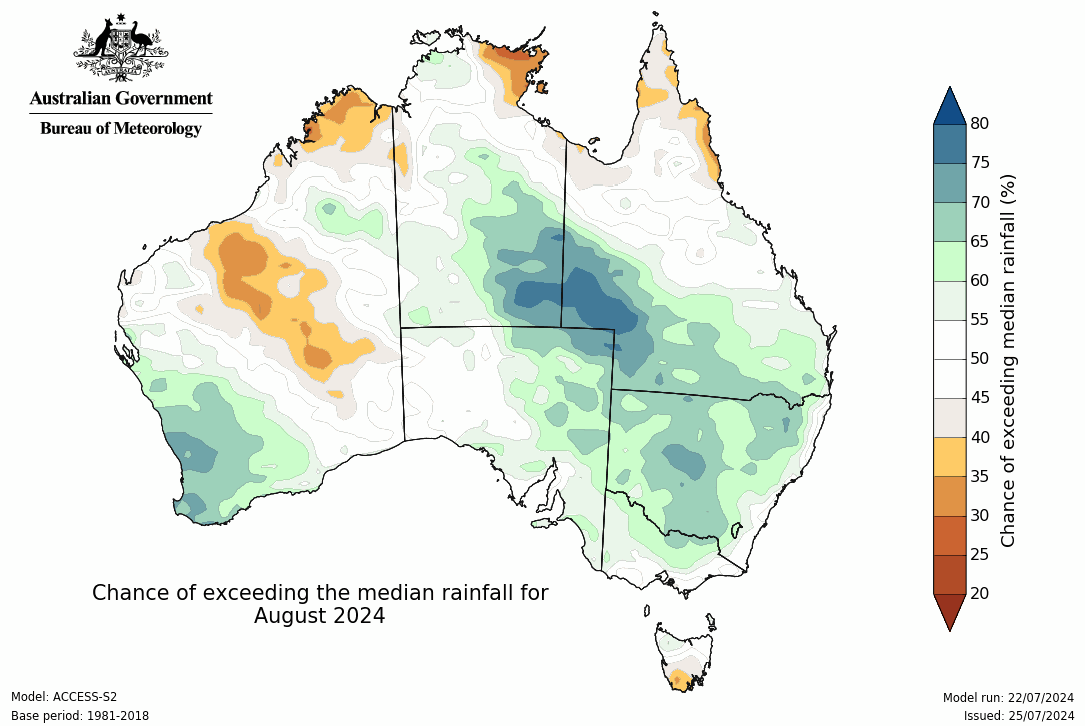 AUSTRALIA
Australian Government
Bureau of Meteorology
80
75
70
65
60
55
50
45
40
35
30
25
20
Chance of exceeding median rainfall (%)
Chance of exceeding the median rainfall for
August 2024
Model: ACCESS-S2
Base period: 1981-2018
Model run: 22/07/2024
Issued: 25/07/2024